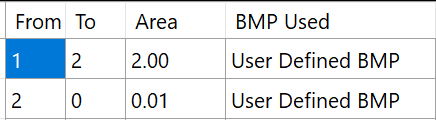 From To Area BMP Used
1 2 2.00 User Defined BMP
2 0 0.01 User Defined BMP